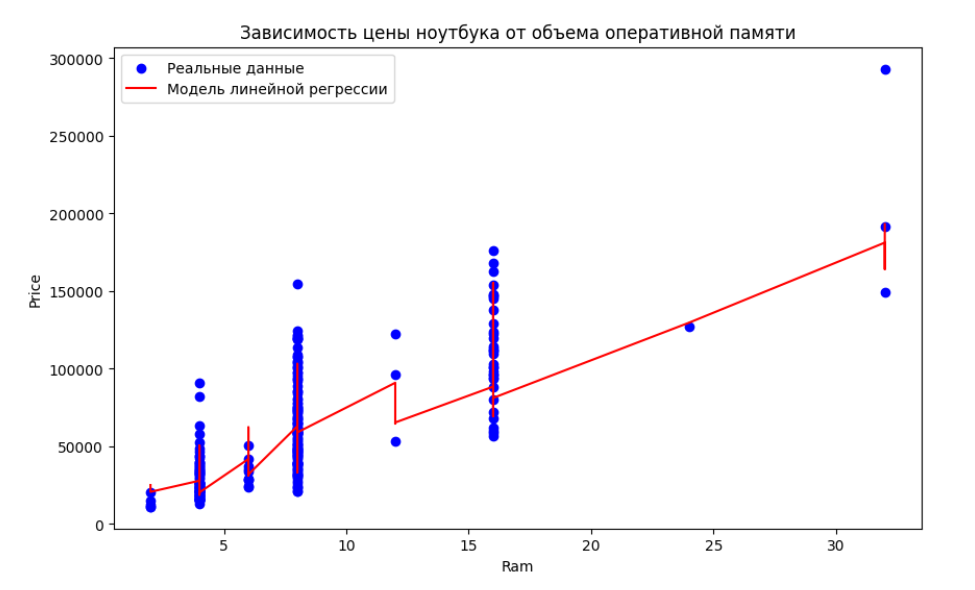 Зависимость цены ноутбука от объема оперативной памяти
Реальные данные
Модель линейной регрессии
300000
250000
200000
150000
100000
50000
0
Price
5
10
15
20
25
30
Ram